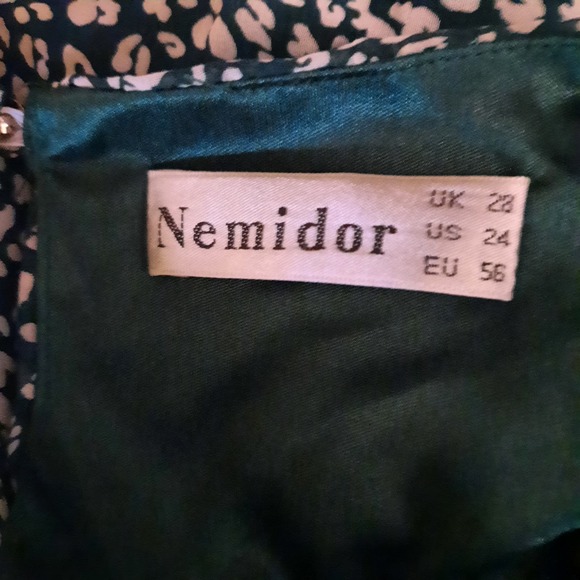 Nemidor
UK 28
US 24
EU 56